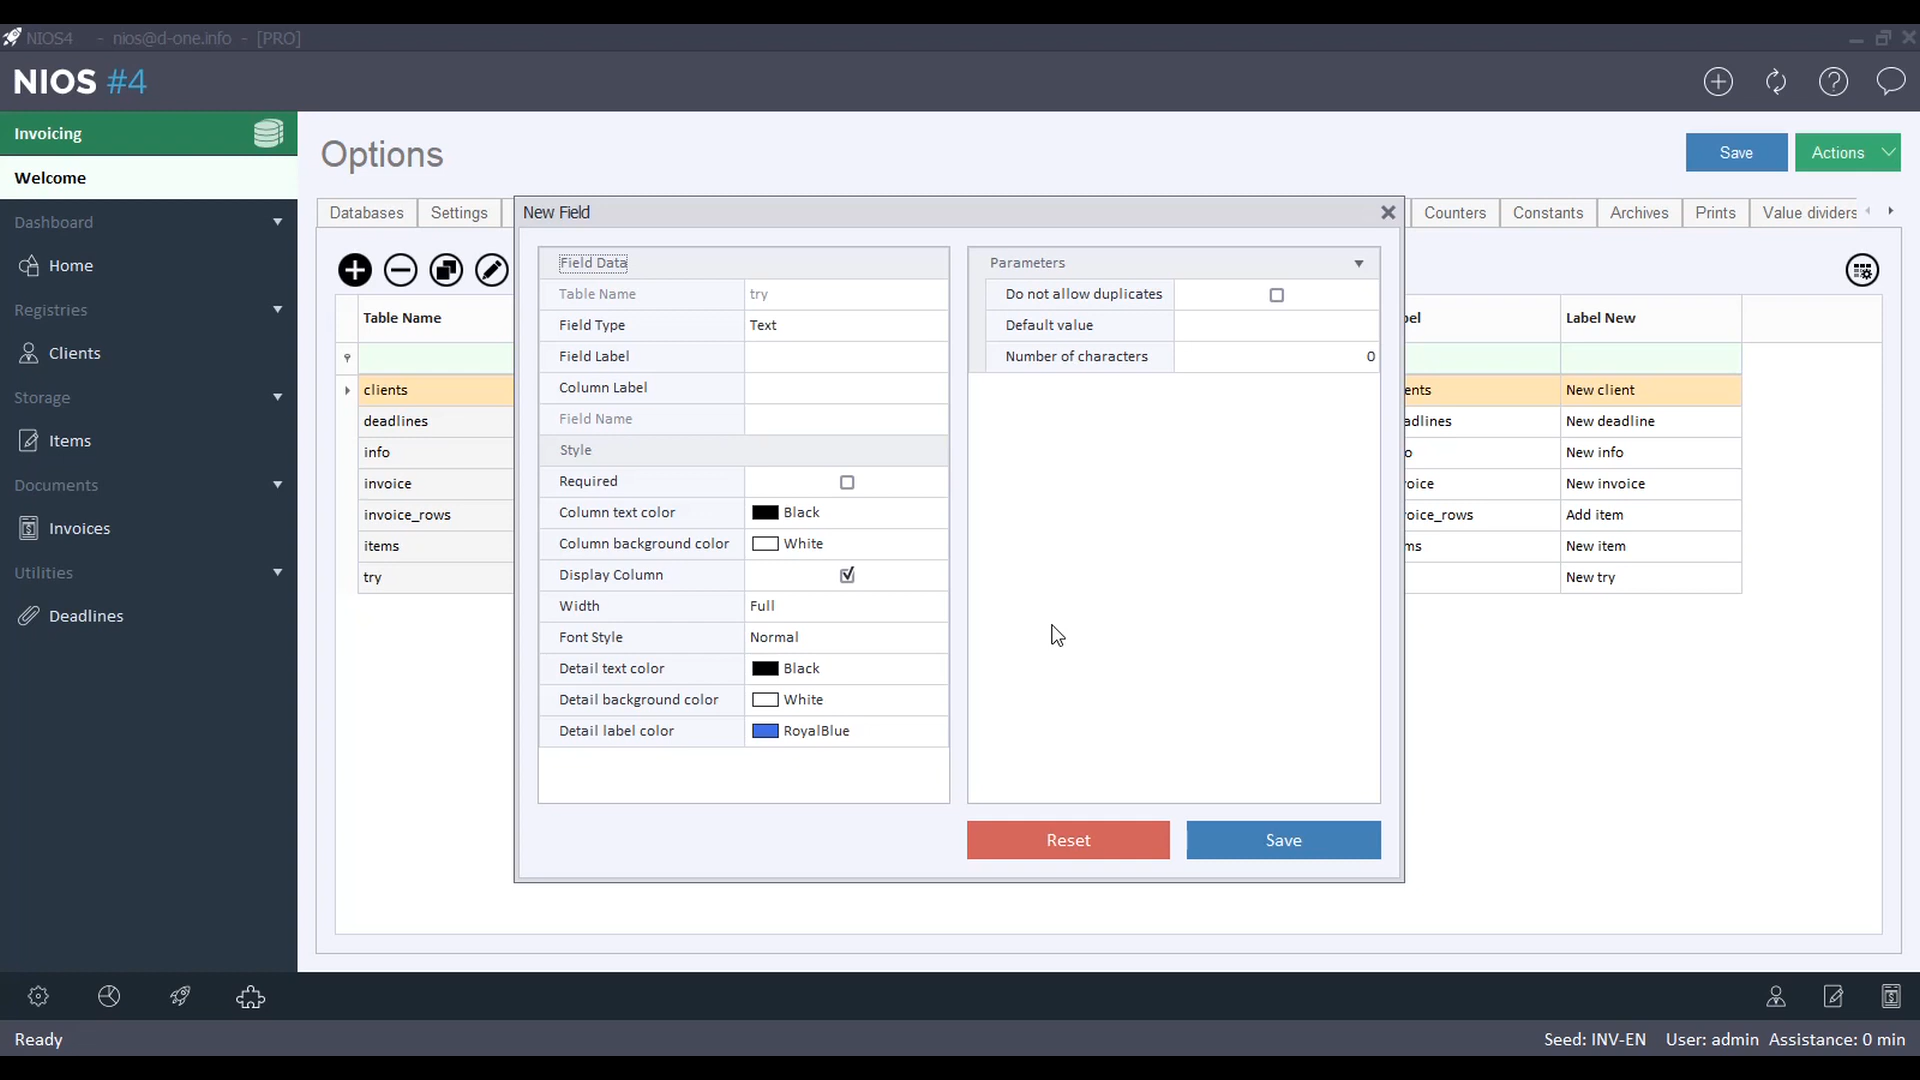 NIOS4 - nios@d-one.info - [PRO]
NIOS #4
Invoicing
Welcome
Dashboard
Home
Registries
Clients
Storage
Items
Documents
Invoices
Utilities
Deadlines
Options
Save
Actions
Databases
Settings
Counters
Constants
Archives
Prints
Value dividers
Table Name
bel
Label New
clients
ents
New client
deadlines
adlines
New deadline
info
o
New info
invoice
voice
New invoice
invoice_rows
voice_rows
Add item
items
ms
New item
try
New try
New Field
Field Data
Table Name try
Field Type Text
Field Label
Column Label
Field Name
Style
Required
Column text color Black
Column background color White
Display Column
Width Full
Font Style Normal
Detail text color Black
Detail background color White
Detail label color RoyalBlue
Parameters
Do not allow duplicates
Default value
Number of characters 0
Reset
Save
Ready
Seed: INV-EN User: admin Assistance: 0 min